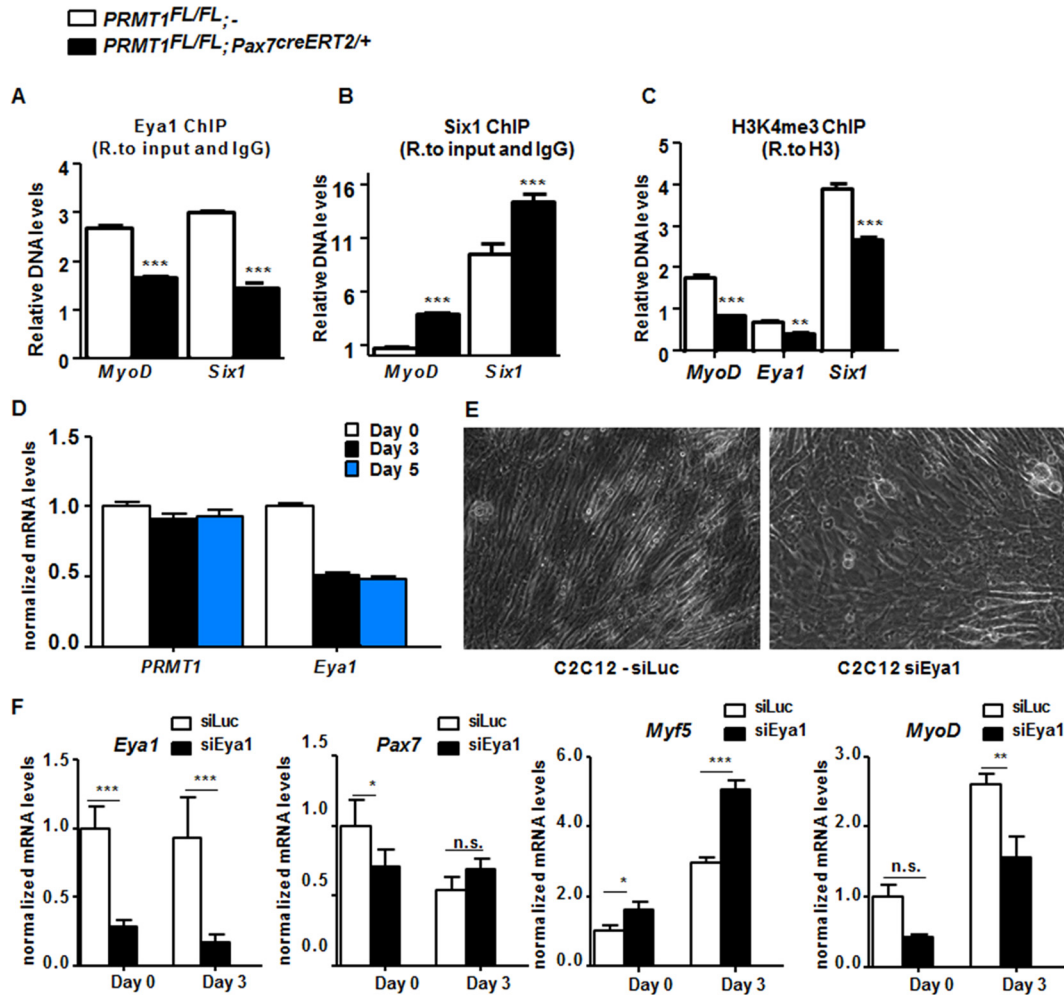 PRMT1FL/FL;-
PRMT1FL/FL;Pax7creERT2/+
A
Eya1 ChIP
(R.to input and IgG)
Relative DNA levels
4
3
2
1
0
***
***
MyoD Six1
B
Six1 ChIP
(R.to input and IgG)
Relative DNA levels
16
11
6
1
***
***
MyoD Six1
C
H3K4me3 ChIP
(R.to H3)
Relative DNA levels
5
4
3
2
1
0
***
**
***
MyoD Eya1 Six1
D
normalized mRNA levels
1.5
1.0
0.5
0.0
Day 0
Day 3
Day 5
PRMT1 Eya1
E
C2C12 - siLuc
C2C12 siEya1
F
Eya1
siLuc
siEya1
normalized mRNA levels
1.5
1.0
0.5
0.0
***
***
Day 0 Day 3
Pax7
siLuc
siEya1
normalized mRNA levels
1.5
1.0
0.5
0.0
*
n.s.
Day 0 Day 3
Myf5
siLuc
siEya1
normalized mRNA levels
6.0
4.0
2.0
0.0
*
***
Day 0 Day 3
MyoD
siLuc
siEya1
normalized mRNA levels
3.0
2.0
1.0
0.0
n.s.
**
Day 0 Day 3